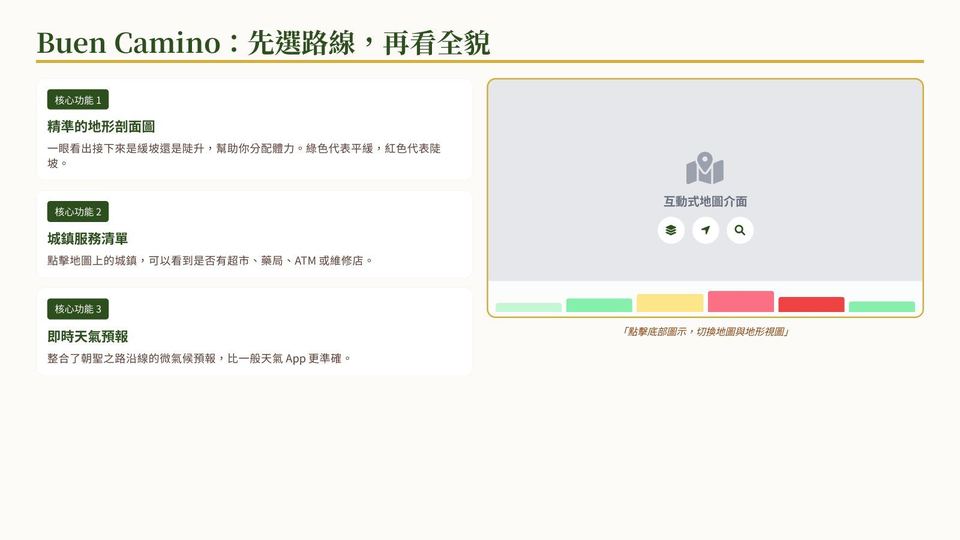 Buen Camino：先選路線，再看全貌
核心功能 1
精準的地形剖面圖
一眼看出接下來是緩坡還是陡升，幫助你分配體力。綠色代表平緩，紅色代表陡
坡。
核心功能 2
城鎮服務清單
點擊地圖上的城鎮，可以看到是否有超市、藥局、ATM 或維修店。
核心功能 3
即時天氣預報
整合了朝聖之路沿線的微氣候預報，比一般天氣 App 更準確。
互動式地圖介面
「點擊底部圖示，切換地圖與地形視圖」